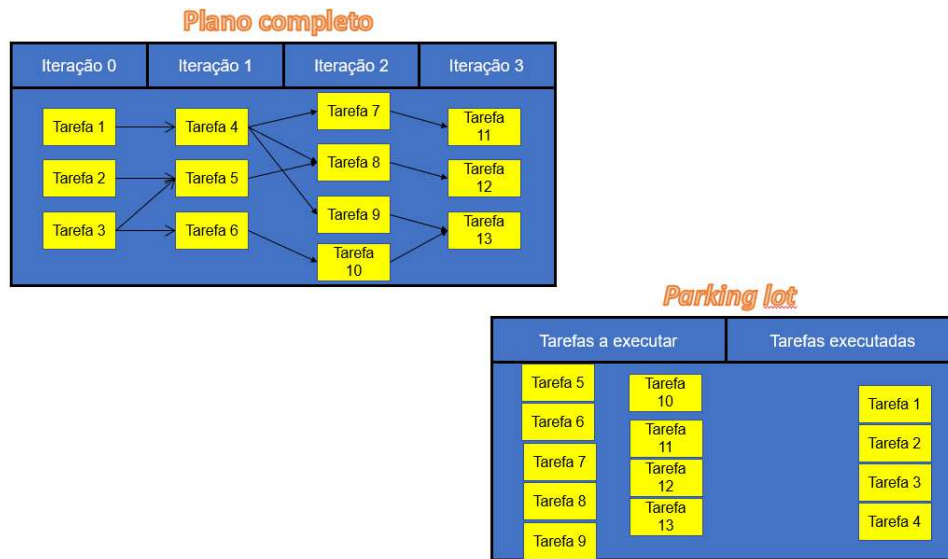 Plano completo
Iteração 0
Iteração 1
Iteração 2
Iteração 3
Tarefa 1
Tarefa 4
Tarefa 7
Tarefa
11
Tarefa 2
Tarefa 5
Tarefa 8
Tarefa
12
Tarefa 3
Tarefa 6
Tarefa 9
Tarefa
13
Tarefa
10
Parking lot
Tarefas a executar
Tarefas executadas
Tarefa 5
Tarefa 6
Tarefa 7
Tarefa 8
Tarefa 9
Tarefa
10
Tarefa
11
Tarefa
12
Tarefa
13
Tarefa 1
Tarefa 2
Tarefa 3
Tarefa 4